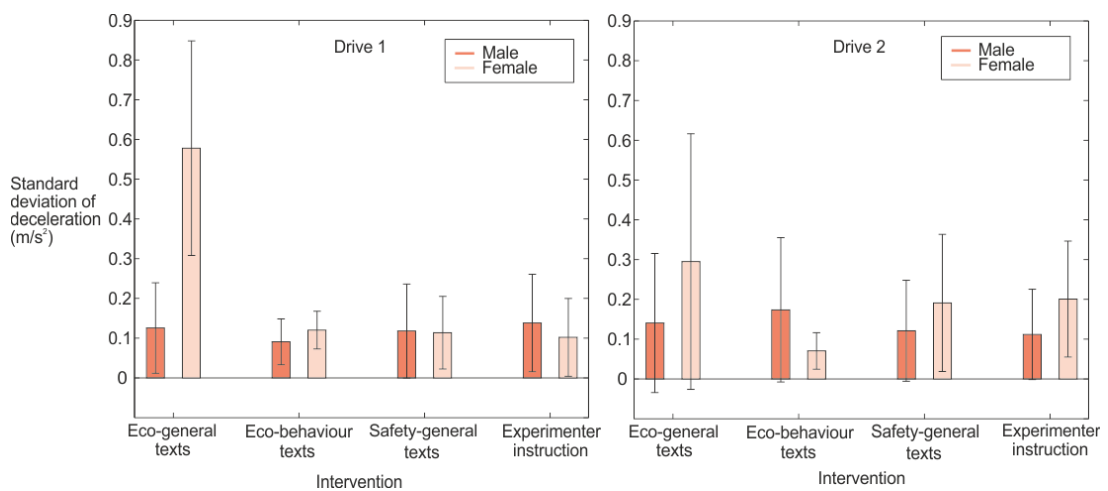 Standard
deviation of
deceleration
(m/s²)
0.9
0.8
0.7
0.6
0.5
0.4
0.3
0.2
0.1
0
Drive 1
Male
Female
Eco-general
texts
Eco-behaviour
texts
Safety-general
texts
Experimenter
instruction
Intervention
0.9
0.8
0.7
0.6
0.5
0.4
0.3
0.2
0.1
0
Drive 2
Male
Female
Eco-general
texts
Eco-behaviour
texts
Safety-general
texts
Experimenter
instruction
Intervention